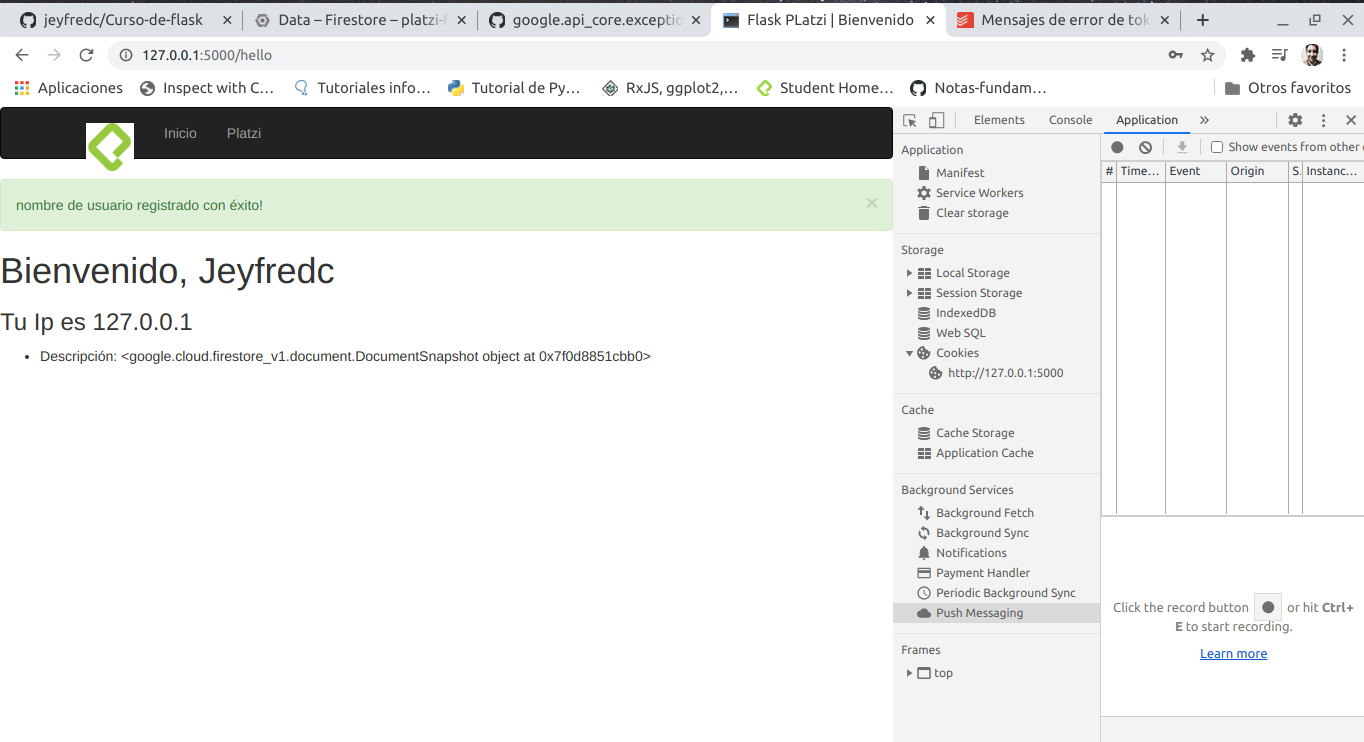 jeyfredc/Curso-de-flask
Data – Firestore – platzi-f
google.api_core.exceptio
Flask PLatzi | Bienvenido
Mensajes de error de tok
127.0.0.1:5000/hello
Aplicaciones
Inspect with C…
Tutoriales info…
Tutorial de Py…
RxJS, ggplot2,…
Student Home…
Notas-fundam…
Otros favoritos
Inicio
Platzi
nombre de usuario registrado con éxito!
×
Bienvenido, Jeyfredc
Tu Ip es 127.0.0.1
• Descripción: <google.cloud.firestore_v1.document.DocumentSnapshot object at 0x7f0d8851cbb0>
Elements
Console
Application
»
Application
Manifest
Service Workers
Clear storage
Storage
Local Storage
Session Storage
IndexedDB
Web SQL
Cookies
http://127.0.0.1:5000
Cache
Cache Storage
Application Cache
Background Services
Background Fetch
Background Sync
Notifications
Payment Handler
Periodic Background Sync
Push Messaging
Frames
top
Show events from other
# Time… Event Origin S. Instanc…
Click the record button or hit Ctrl+
E to start recording.
Learn more